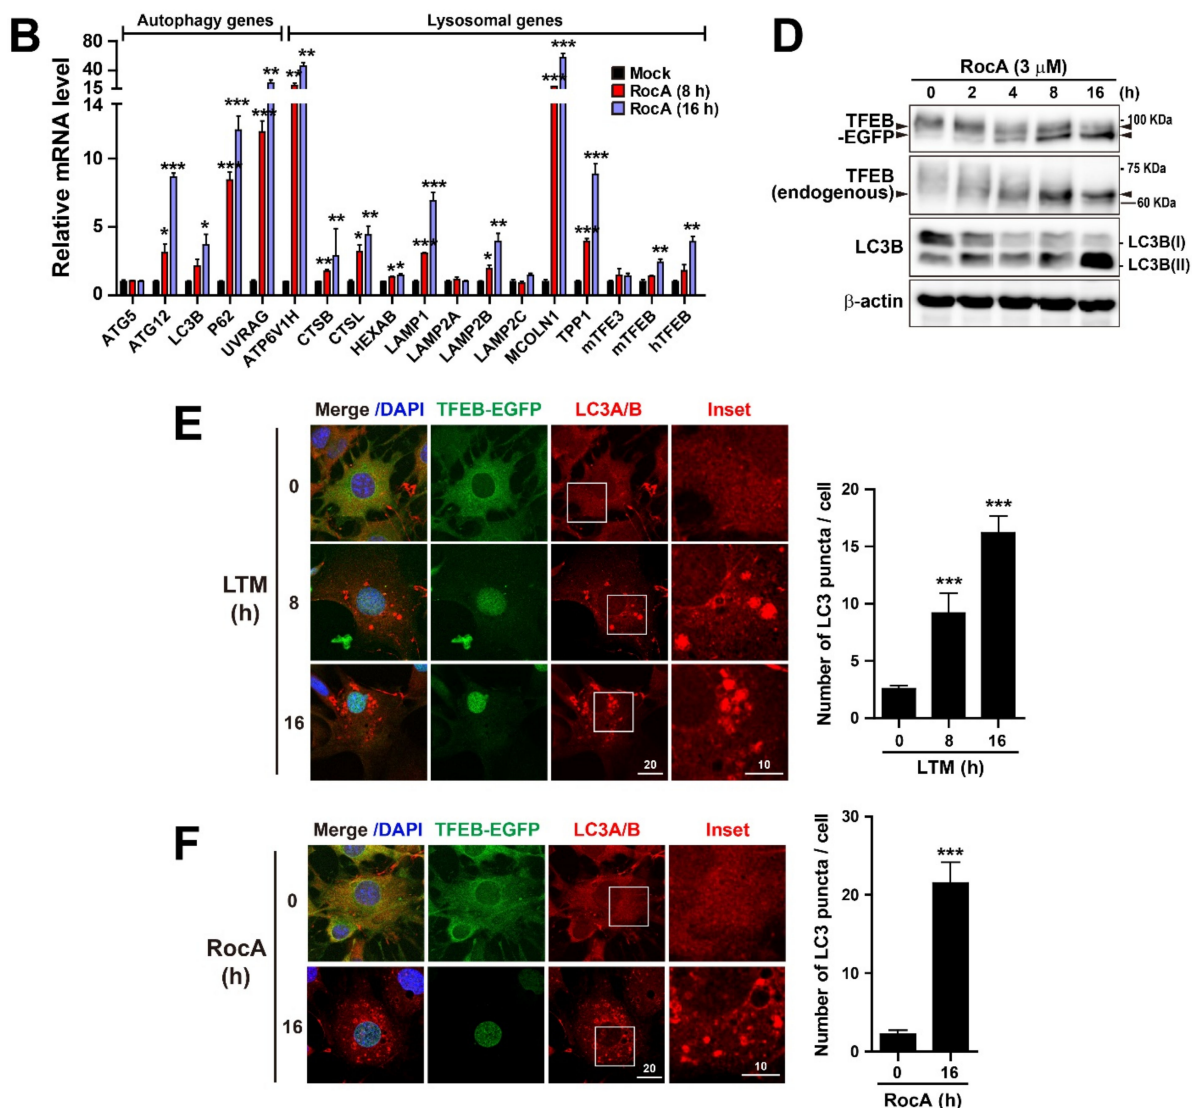 B
Autophagy genes
Lysosomal genes
Relative mRNA level
80
40
15
14
10
5
0
Mock
RocA (8 h)
RocA (16 h)
* *** * *** *** ** ** ** ** ** ** * ** * * *** *** * ** *** *** *** *** ** **
ATG5
ATG12
LC3B
P62
UVRAG
ATP6V1H
CTSB
CTSL
HEXAB
LAMP1
LAMP2A
LAMP2B
LAMP2C
MCOLN1
TPP1
mTFE3
mTFEB
hTFEB
D
RocA (3 μM)
0 2 4 8 16 (h)
TFEB
-EGFP
100 KDa
TFEB
(endogenous)
75 KDa
60 KDa
LC3B
LC3B(I)
LC3B(II)
β-actin
E
Merge /DAPI TFEB-EGFP LC3A/B Inset
LTM
(h)
0
8
16
20
10
Number of LC3 puncta / cell
20
15
10
5
0
***
***
0 8 16
LTM (h)
F
Merge /DAPI TFEB-EGFP LC3A/B Inset
RocA
(h)
0
16
20
10
Number of LC3 puncta / cell
30
20
10
0
***
0 16
RocA (h)